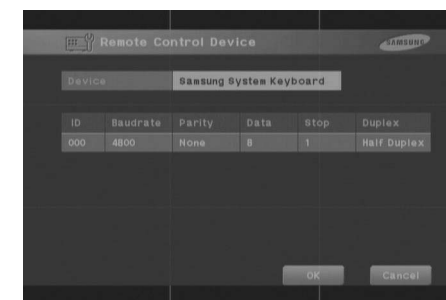 Remote Control Device
SAMSUNG
Device Samsung System Keyboard
ID Baudrate Parity Data Stop Duplex
000 4800 None 8 1 Half Duplex
OK Cancel